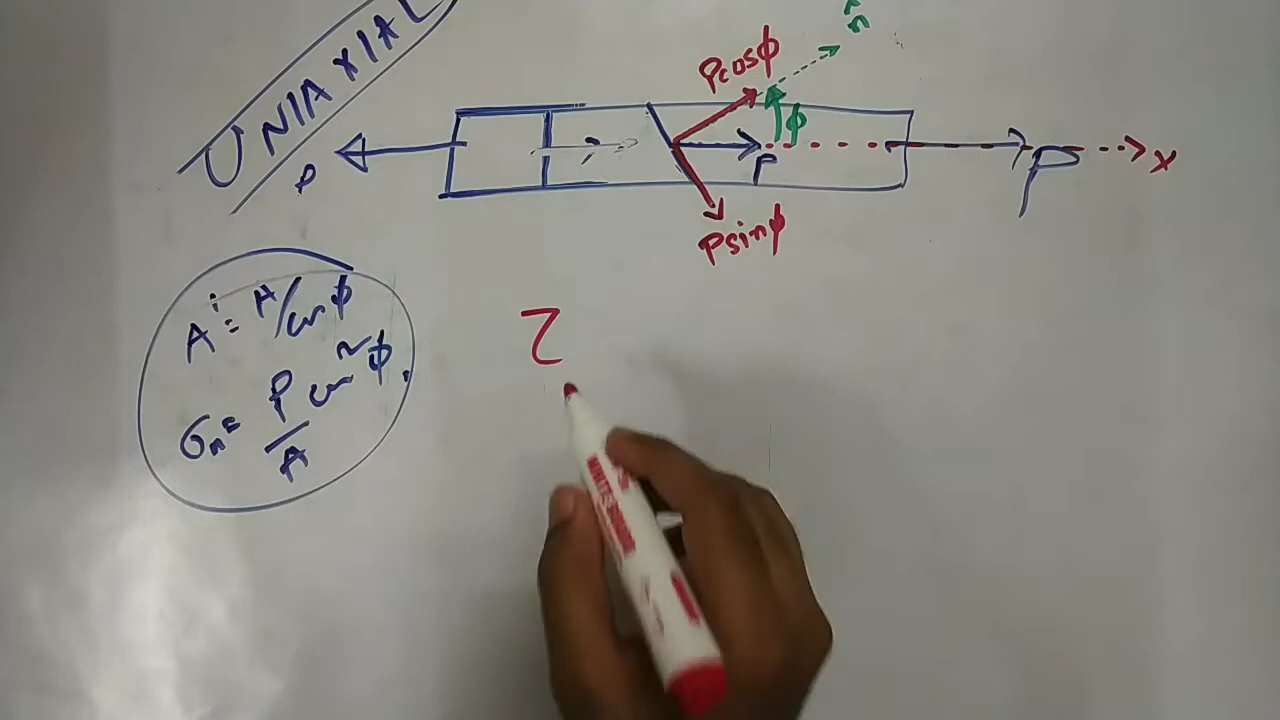 UNIAXIAL
n
Pcosϕ
ϕ
P
P
P
P
x
Psinϕ
A' = A/cosϕ
σn = P/A cos²ϕ.
τ